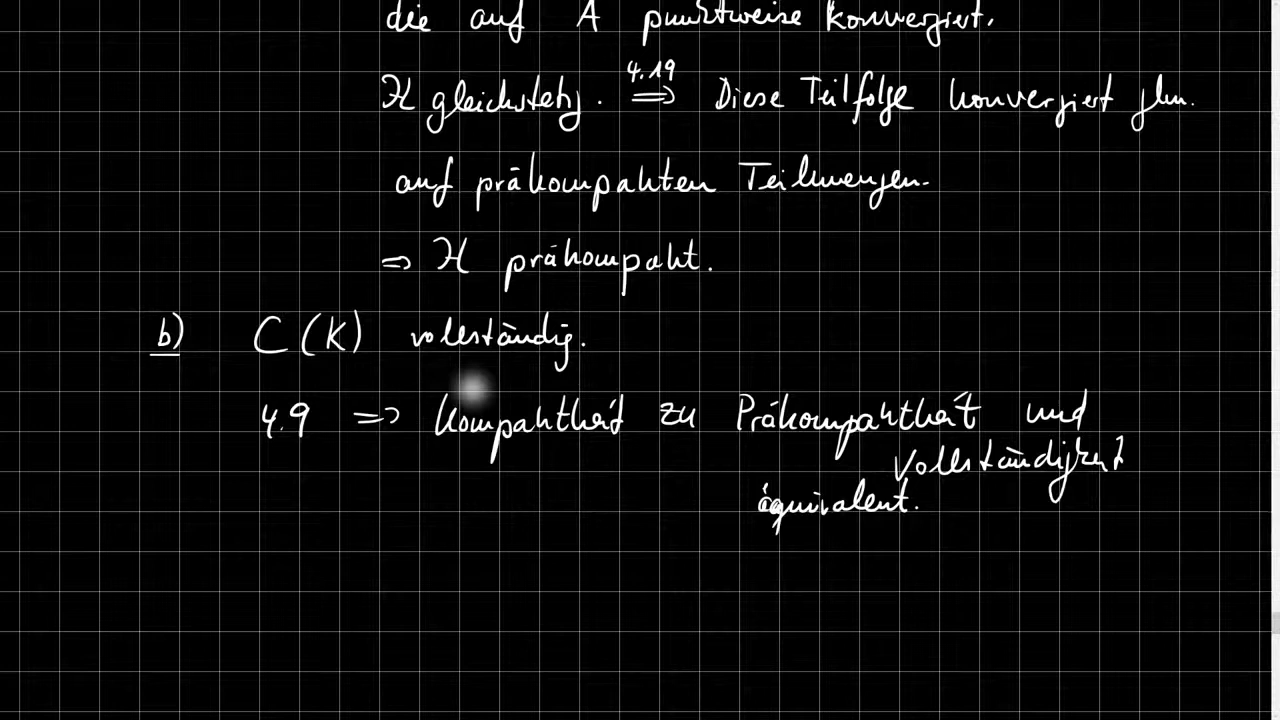 die auf A punktweise konvergiert.
4.19
ℋ gleichstetig. ⟹ Diese Teilfolge konvergiert glm.
auf präkompakten Teilmengen.
⇒ ℋ präkompakt.
b) C(K) vollständig.
4.9 ⇒ Kompaktheit zu Präkompaktheit und
Vollständigkeit
äquivalent.